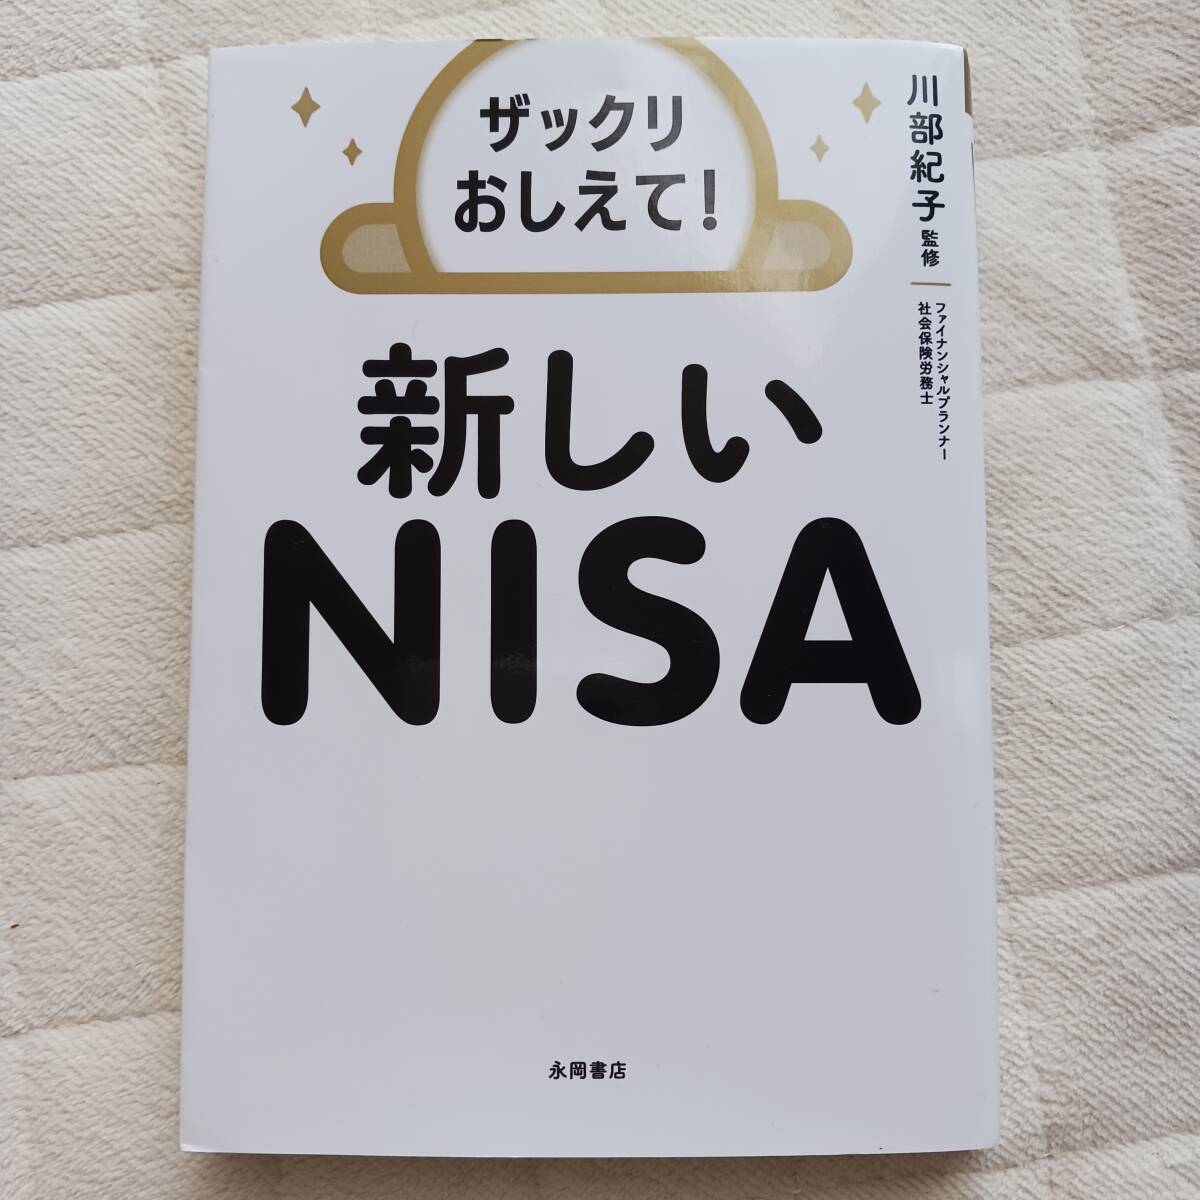 ザックリ
おしえて!
川部紀子 監修
ファイナンシャルプランナー
社会保険労務士
新しい
NISA
永岡書店